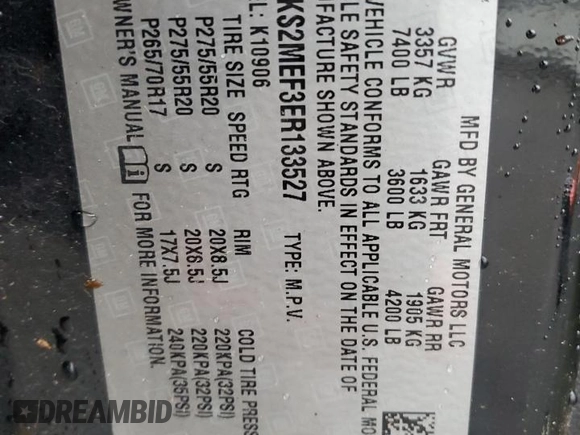 MFD BY GENERAL MOTORS LLC
GVWR GAWR FRT GAWR RR
3357 KG 1633 KG 1905 KG
7400 LB 3600 LB 4200 LB
VEHICLE CONFORMS TO ALL APPLICABLE U.S. FEDERAL MO
LE SAFETY STANDARDS IN EFFECT ON THE DATE OF
FACTURE SHOWN ABOVE.
KS2MEF3ER133527 TYPE: M.P.V.
EL: K10906
TIRE SIZE SPEED RTG RIM COLD TIRE PRESS
P275/55R20 S 20X8.5J 220KPA(32PSI)
P275/55R20 S 20X8.5J 220KPA(32PSI)
P265/70R17 S 17X7.5J 240KPA(35PSI)
OWNER'S MANUAL FOR MORE INFORMATION.
DREAMBID